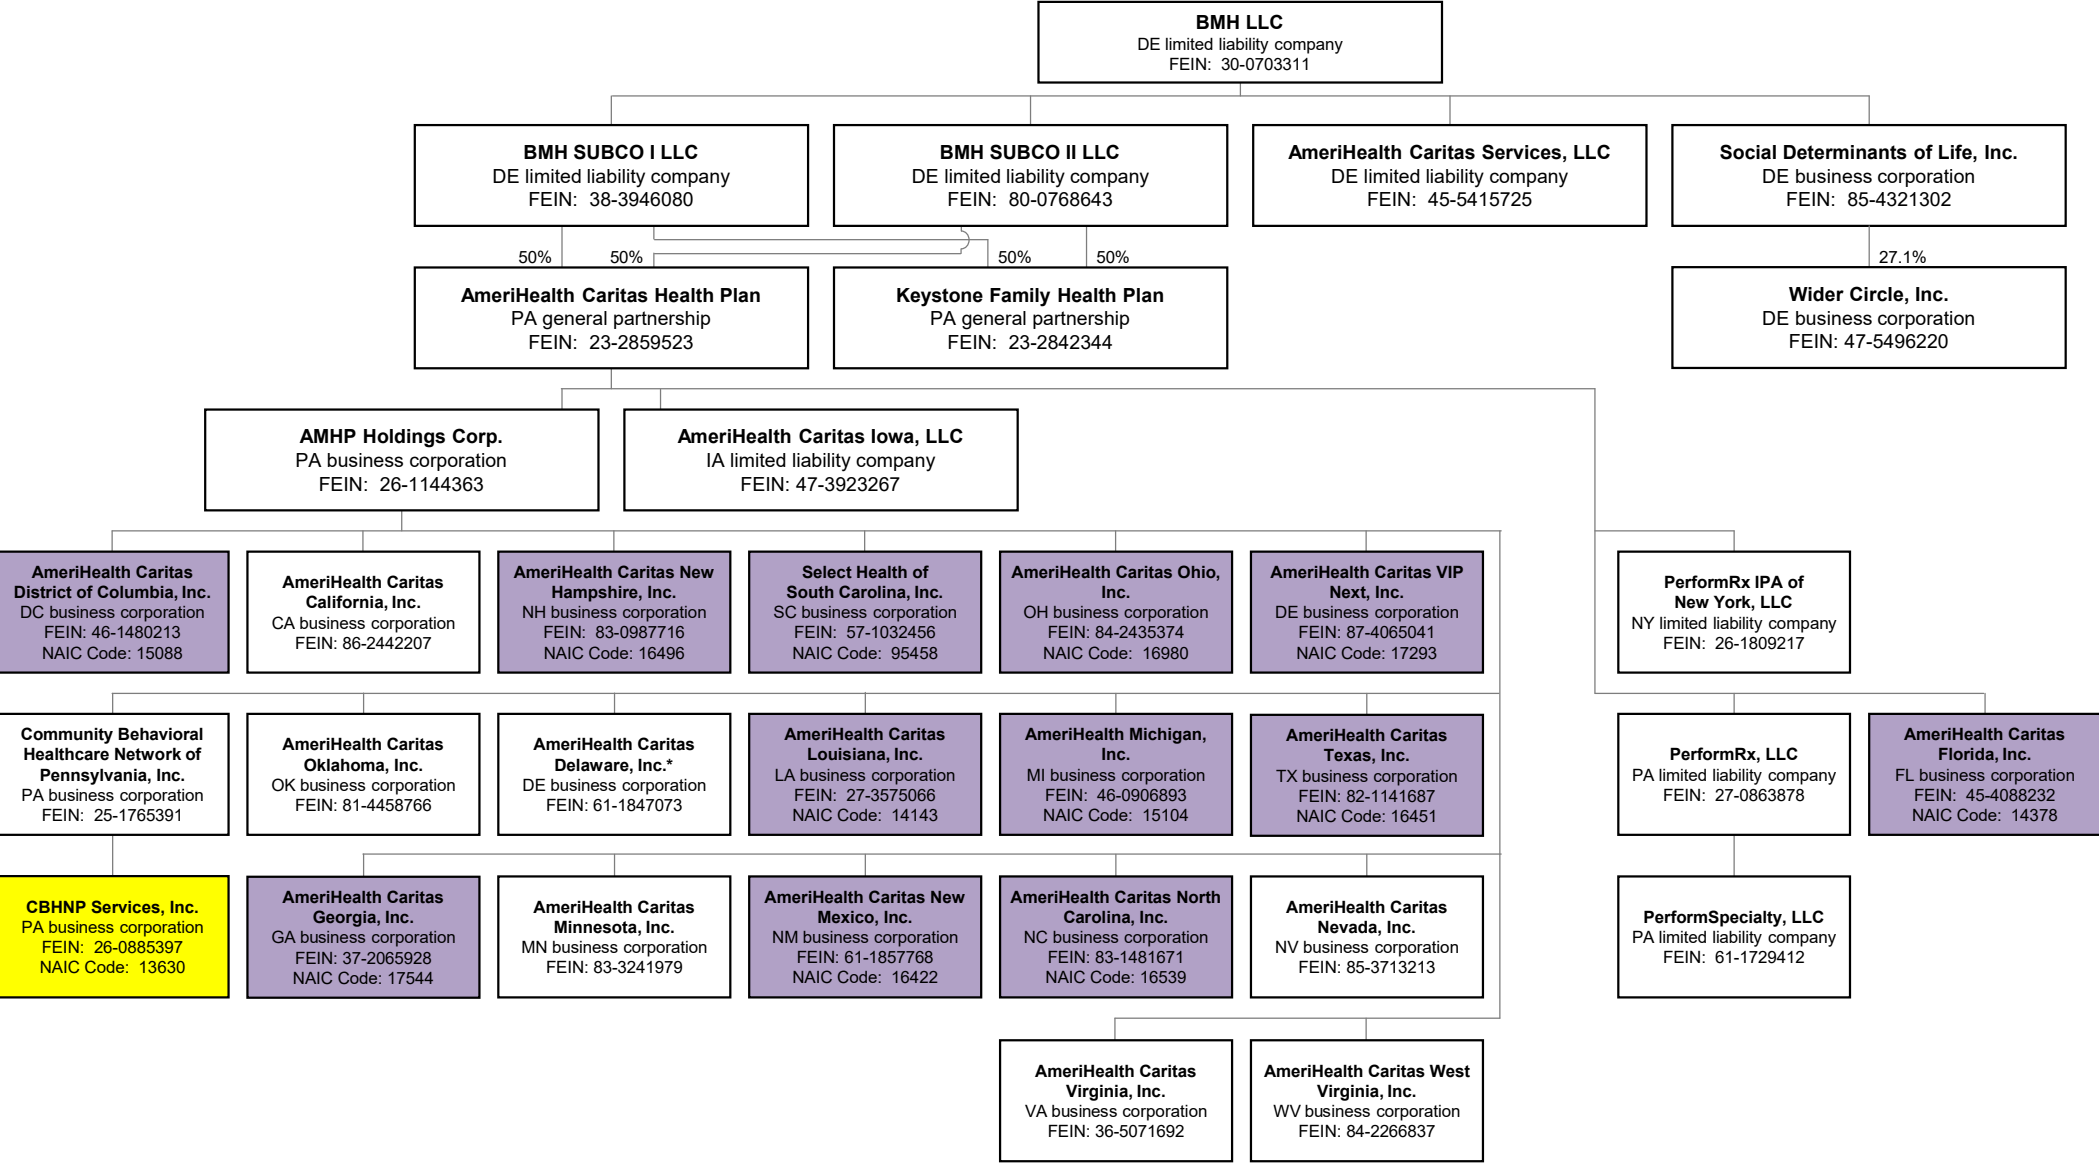 BMH LLC
DE limited liability company
FEIN: 30-0703311
BMH SUBCO I LLC
DE limited liability company
FEIN: 38-3946080
BMH SUBCO II LLC
DE limited liability company
FEIN: 80-0768643
AmeriHealth Caritas Services, LLC
DE limited liability company
FEIN: 45-5415725
Social Determinants of Life, Inc.
DE business corporation
FEIN: 85-4321302
50%
50%
50%
50%
27.1%
AmeriHealth Caritas Health Plan
PA general partnership
FEIN: 23-2859523
Keystone Family Health Plan
PA general partnership
FEIN: 23-2842344
Wider Circle, Inc.
DE business corporation
FEIN: 47-5496220
AMHP Holdings Corp.
PA business corporation
FEIN: 26-1144363
AmeriHealth Caritas Iowa, LLC
IA limited liability company
FEIN: 47-3923267
AmeriHealth Caritas
District of Columbia, Inc.
DC business corporation
FEIN: 46-1480213
NAIC Code: 15088
AmeriHealth Caritas
California, Inc.
CA business corporation
FEIN: 86-2442207
AmeriHealth Caritas New
Hampshire, Inc.
NH business corporation
FEIN: 83-0987716
NAIC Code: 16496
Select Health of
South Carolina, Inc.
SC business corporation
FEIN: 57-1032456
NAIC Code: 95458
AmeriHealth Caritas Ohio,
Inc.
OH business corporation
FEIN: 84-2435374
NAIC Code: 16980
AmeriHealth Caritas VIP
Next, Inc.
DE business corporation
FEIN: 87-4065041
NAIC Code: 17293
PerformRx IPA of
New York, LLC
NY limited liability company
FEIN: 26-1809217
Community Behavioral
Healthcare Network of
Pennsylvania, Inc.
PA business corporation
FEIN: 25-1765391
AmeriHealth Caritas
Oklahoma, Inc.
OK business corporation
FEIN: 81-4458766
AmeriHealth Caritas
Delaware, Inc.*
DE business corporation
FEIN: 61-1847073
AmeriHealth Caritas
Louisiana, Inc.
LA business corporation
FEIN: 27-3575066
NAIC Code: 14143
AmeriHealth Michigan,
Inc.
MI business corporation
FEIN: 46-0906893
NAIC Code: 15104
AmeriHealth Caritas
Texas, Inc.
TX business corporation
FEIN: 82-1141687
NAIC Code: 16451
PerformRx, LLC
PA limited liability company
FEIN: 27-0863878
AmeriHealth Caritas
Florida, Inc.
FL business corporation
FEIN: 45-4088232
NAIC Code: 14378
CBHNP Services, Inc.
PA business corporation
FEIN: 26-0885397
NAIC Code: 13630
AmeriHealth Caritas
Georgia, Inc.
GA business corporation
FEIN: 37-2065928
NAIC Code: 17544
AmeriHealth Caritas
Minnesota, Inc.
MN business corporation
FEIN: 83-3241979
AmeriHealth Caritas New
Mexico, Inc.
NM business corporation
FEIN: 61-1857768
NAIC Code: 16422
AmeriHealth Caritas North
Carolina, Inc.
NC business corporation
FEIN: 83-1481671
NAIC Code: 16539
AmeriHealth Caritas
Nevada, Inc.
NV business corporation
FEIN: 85-3713213
PerformSpecialty, LLC
PA limited liability company
FEIN: 61-1729412
AmeriHealth Caritas
Virginia, Inc.
VA business corporation
FEIN: 36-5071692
AmeriHealth Caritas West
Virginia, Inc.
WV business corporation
FEIN: 84-2266837